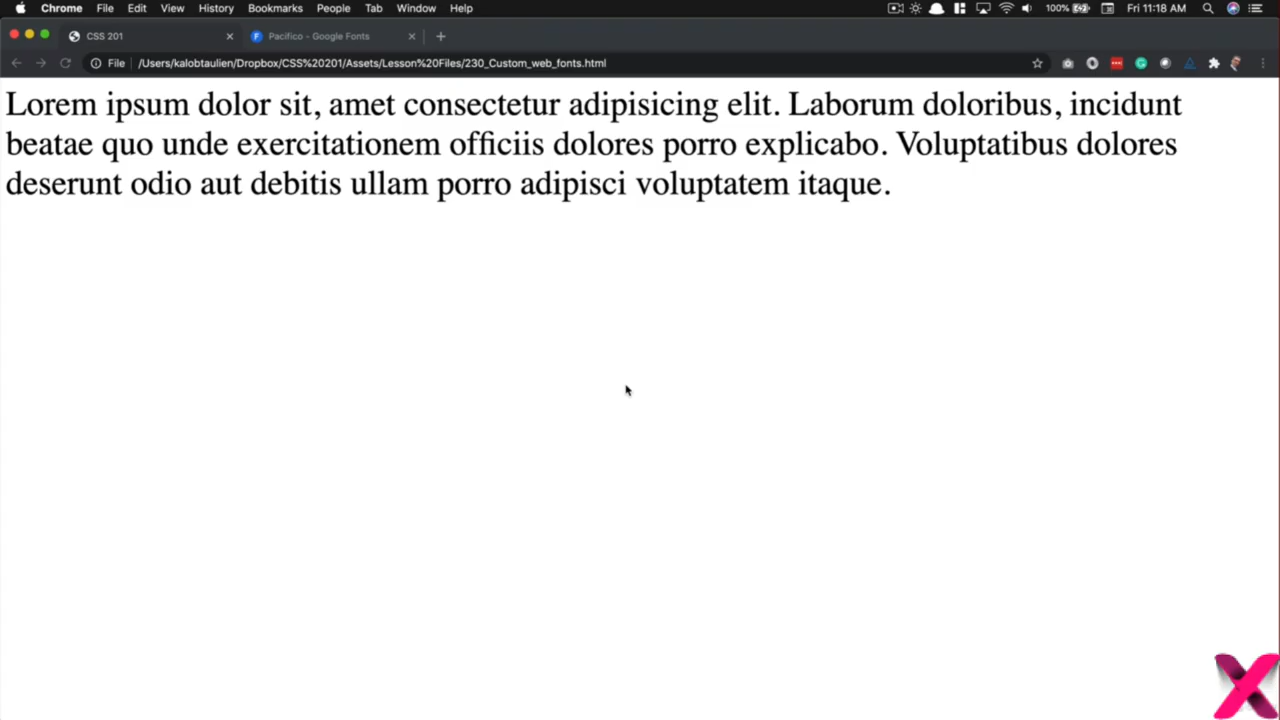 Chrome File Edit View History Bookmarks People Tab Window Help 100% Fri 11:18 AM
CSS 201 Pacifico - Google Fonts
File /Users/kalobtaulien/Dropbox/CSS%20201/Assets/Lesson%20Files/230_Custom_web_fonts.html
Lorem ipsum dolor sit, amet consectetur adipisicing elit. Laborum doloribus, incidunt
beatae quo unde exercitationem officiis dolores porro explicabo. Voluptatibus dolores
deserunt odio aut debitis ullam porro adipisci voluptatem itaque.